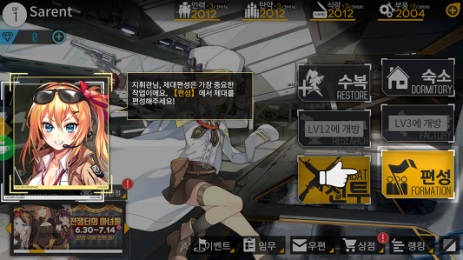 1
Sarent
0
인력
2012
탄약
2012
식량
2012
부품
2004
지휘관님, 제대편성은 가장 중요한
작업이에요. 【편성】 에서 제대를
편성해주세요!
수복
RESTORE
숙소
DORMITORY
LV12에 개방
LV3에 개방
전투
편성
FORMATION
6.30~7.14
이벤트
임무
우편
상점
랭킹